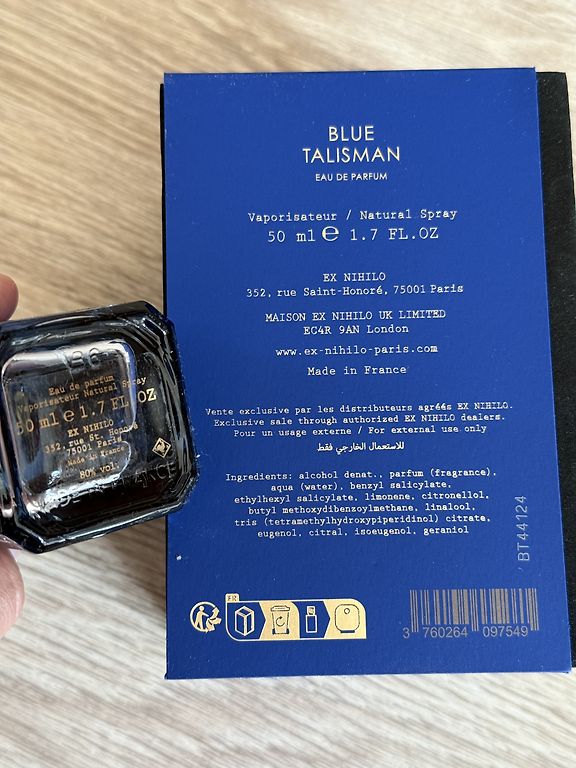 BLUE
TALISMAN
EAU DE PARFUM
Vaporisateur / Natural Spray
50 ml ℮ 1.7 FL.OZ
EX NIHILO
352, rue Saint-Honoré, 75001 Paris
MAISON EX NIHILO UK LIMITED
EC4R 9AN London
www.ex-nihilo-paris.com
Made in France
Vente exclusive par les distributeurs agréés EX NIHILO.
Exclusive sale through authorized EX NIHILO dealers.
Pour un usage externe / For external use only
للاستعمال الخارجي فقط
Ingredients: alcohol denat., parfum (fragrance),
aqua (water), benzyl salicylate,
ethylhexyl salicylate, limonene, citronellol,
butyl methoxydibenzoylmethane, linalool,
tris (tetramethylhydroxypiperidinol) citrate,
eugenol, citral, isoeugenol, geraniol
BT44124
FR
3 760264 097549
Eau de parfum
Vaporisateur Natural Spray
50 ml ℮ 1.7 FL OZ
EX NIHILO
352, rue St. Honoré
75001 Paris
Made in France
80% vol.